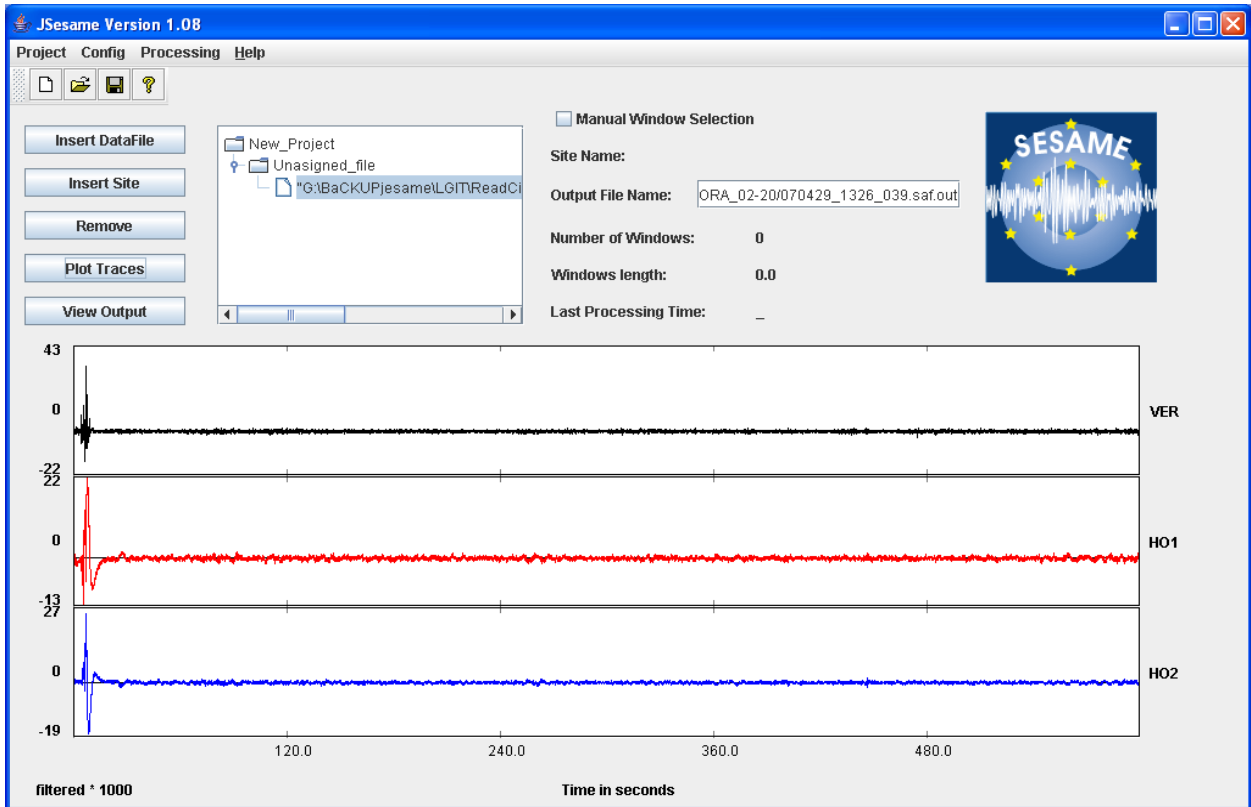 JSesame Version 1.08
Project Config Processing Help
Insert DataFile
Insert Site
Remove
Plot Traces
View Output
New_Project
Unasigned_file
"G:\BaCKUPjesame\LGIT\ReadCi
Manual Window Selection
Site Name:
Output File Name: ORA_02-20/070429_1326_039.saf.out
Number of Windows: 0
Windows length: 0.0
Last Processing Time: _
SESAME
43
0
-22
VER
22
0
-13
HO1
27
0
-19
HO2
120.0 240.0 360.0 480.0
filtered * 1000 Time in seconds